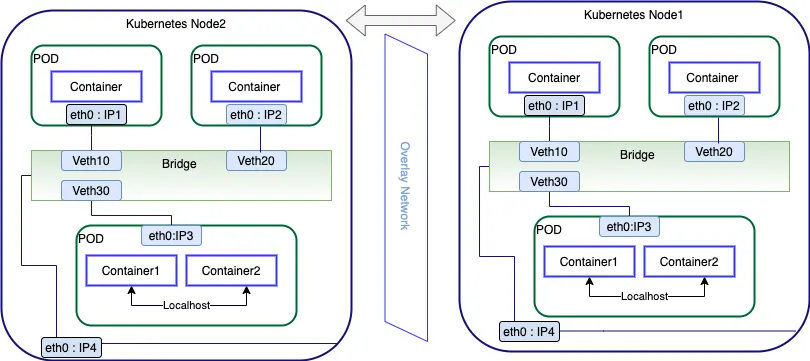 Kubernetes Node2
POD
Container
eth0 : IP1
POD
Container
eth0 : IP2
Veth10
Bridge
Veth20
Veth30
POD
eth0:IP3
Container1
Container2
Localhost
eth0 : IP4
Overlay Network
Kubernetes Node1
POD
Container
eth0 : IP1
POD
Container
eth0 : IP2
Veth10
Bridge
Veth20
Veth30
POD
eth0:IP3
Container1
Container2
Localhost
eth0 : IP4